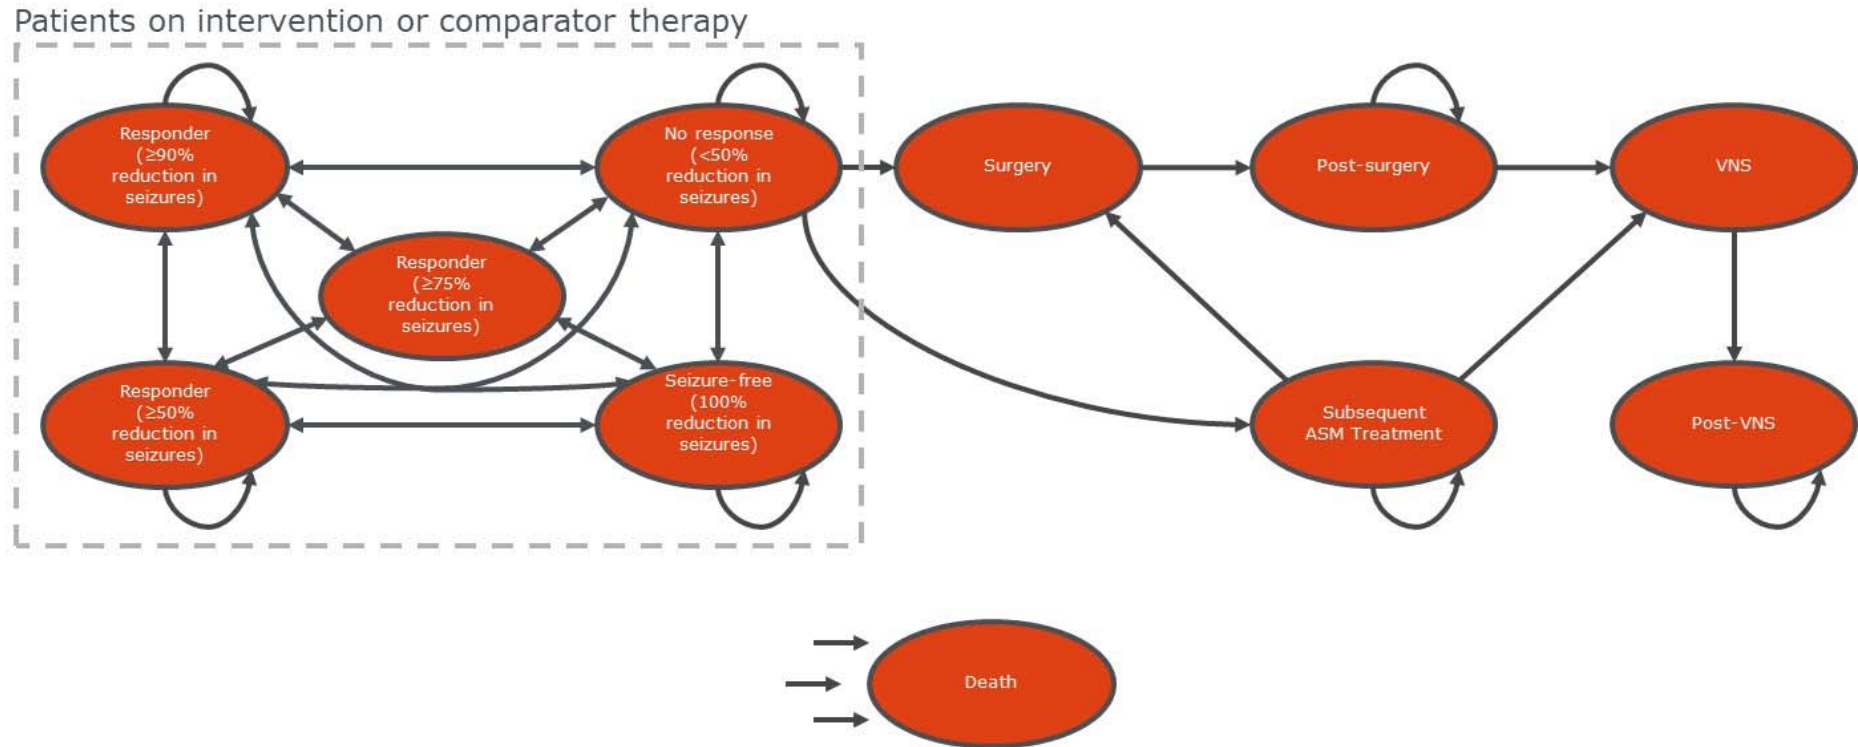 Patients on intervention or comparator therapy
Responder
(≥90%
reduction in
seizures)
No response
(<50%
reduction in
seizures)
Surgery
Post-surgery
VNS
Responder
(≥75%
reduction in
seizures)
Responder
(≥50%
reduction in
seizures)
Seizure-free
(100%
reduction in
seizures)
Subsequent
ASM Treatment
Post-VNS
Death